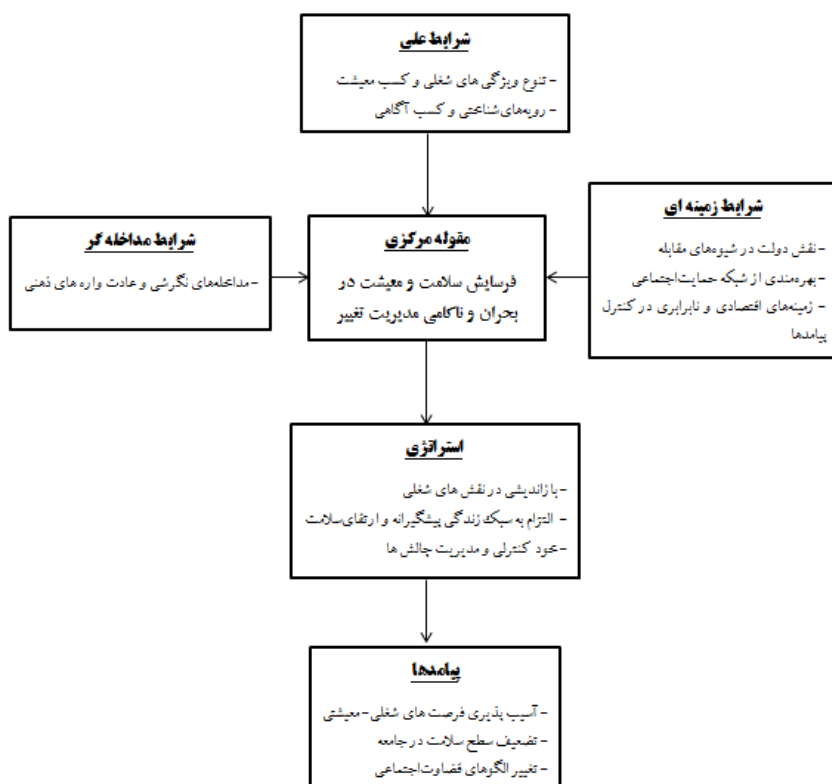 شرایط علی
- تنوع ویژگی های شغلی و کسب معیشت
- رویه‌های‌شناختی و کسب آگاهی
شرایط زمینه ای
-نقش دولت در شیوه‌های مقابله
-بهره‌مندی از شبکه حمایت‌اجتماعی
- زمینه‌های اقتصادی و نابرابری در کنترل
پیامدها
مقوله مرکزی
فرسایش سلامت و معیشت در
بحران و ناکامی مدیریت تغییر
شرایط مداخله گر
-مداخله‌های نگرشی و عادت واره های ذهنی
استراتژی
-بازاندیشی در نقش های شغلی
- التزام به سبک زندگی پیشگیرانه و ارتقای‌سلامت
-خود کنترلی و مدیریت چالش ها
پیامدها
- آسیب پذیری فرصت های شغلی-معیشتی
-تضعیف سطح سلامت در جامعه
-تغییر الگوهای قضاوت‌اجتماعی